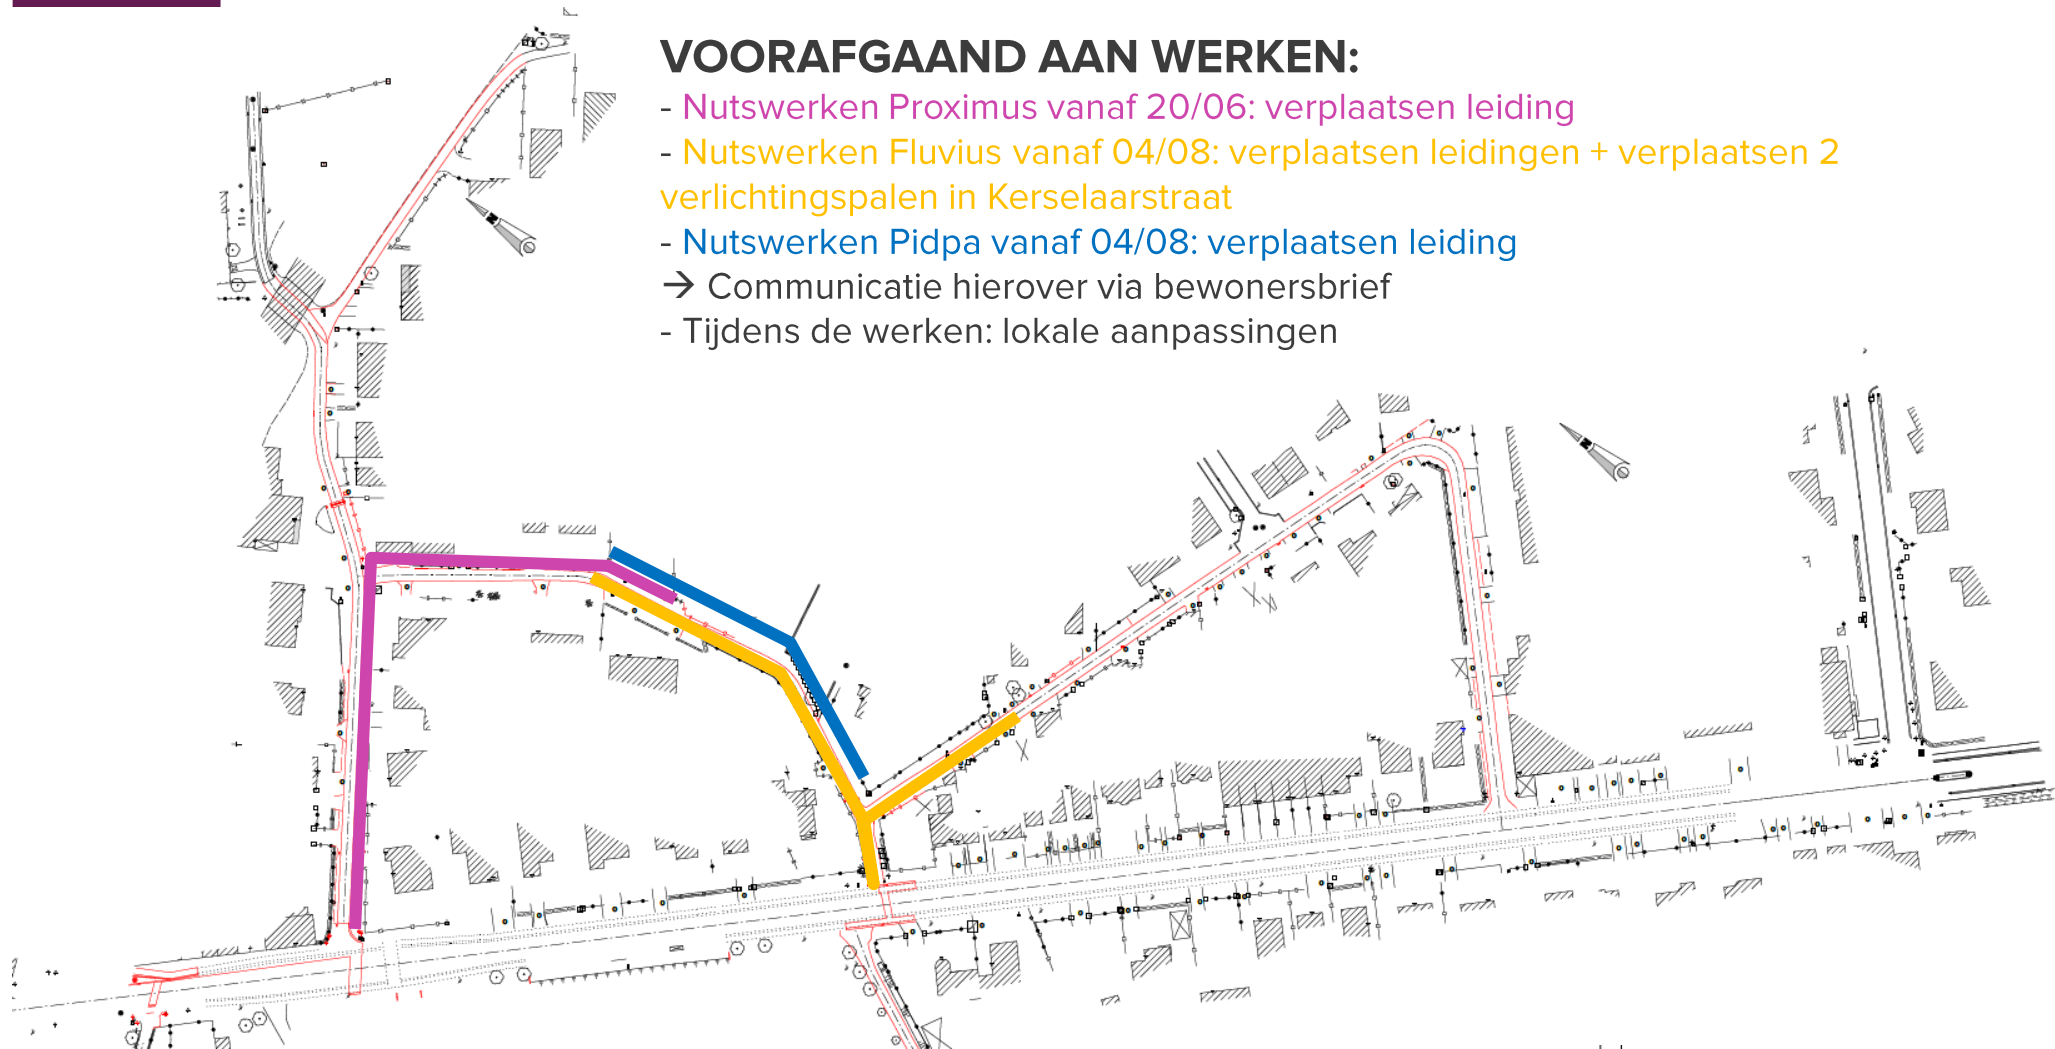 VOORAFGAAND AAN WERKEN:
- Nutswerken Proximus vanaf 20/06: verplaatsen leiding
- Nutswerken Fluvius vanaf 04/08: verplaatsen leidingen + verplaatsen 2
verlichtingspalen in Kerselaarstraat
- Nutswerken Pidpa vanaf 04/08: verplaatsen leiding
→ Communicatie hierover via bewonersbrief
- Tijdens de werken: lokale aanpassingen
N
N